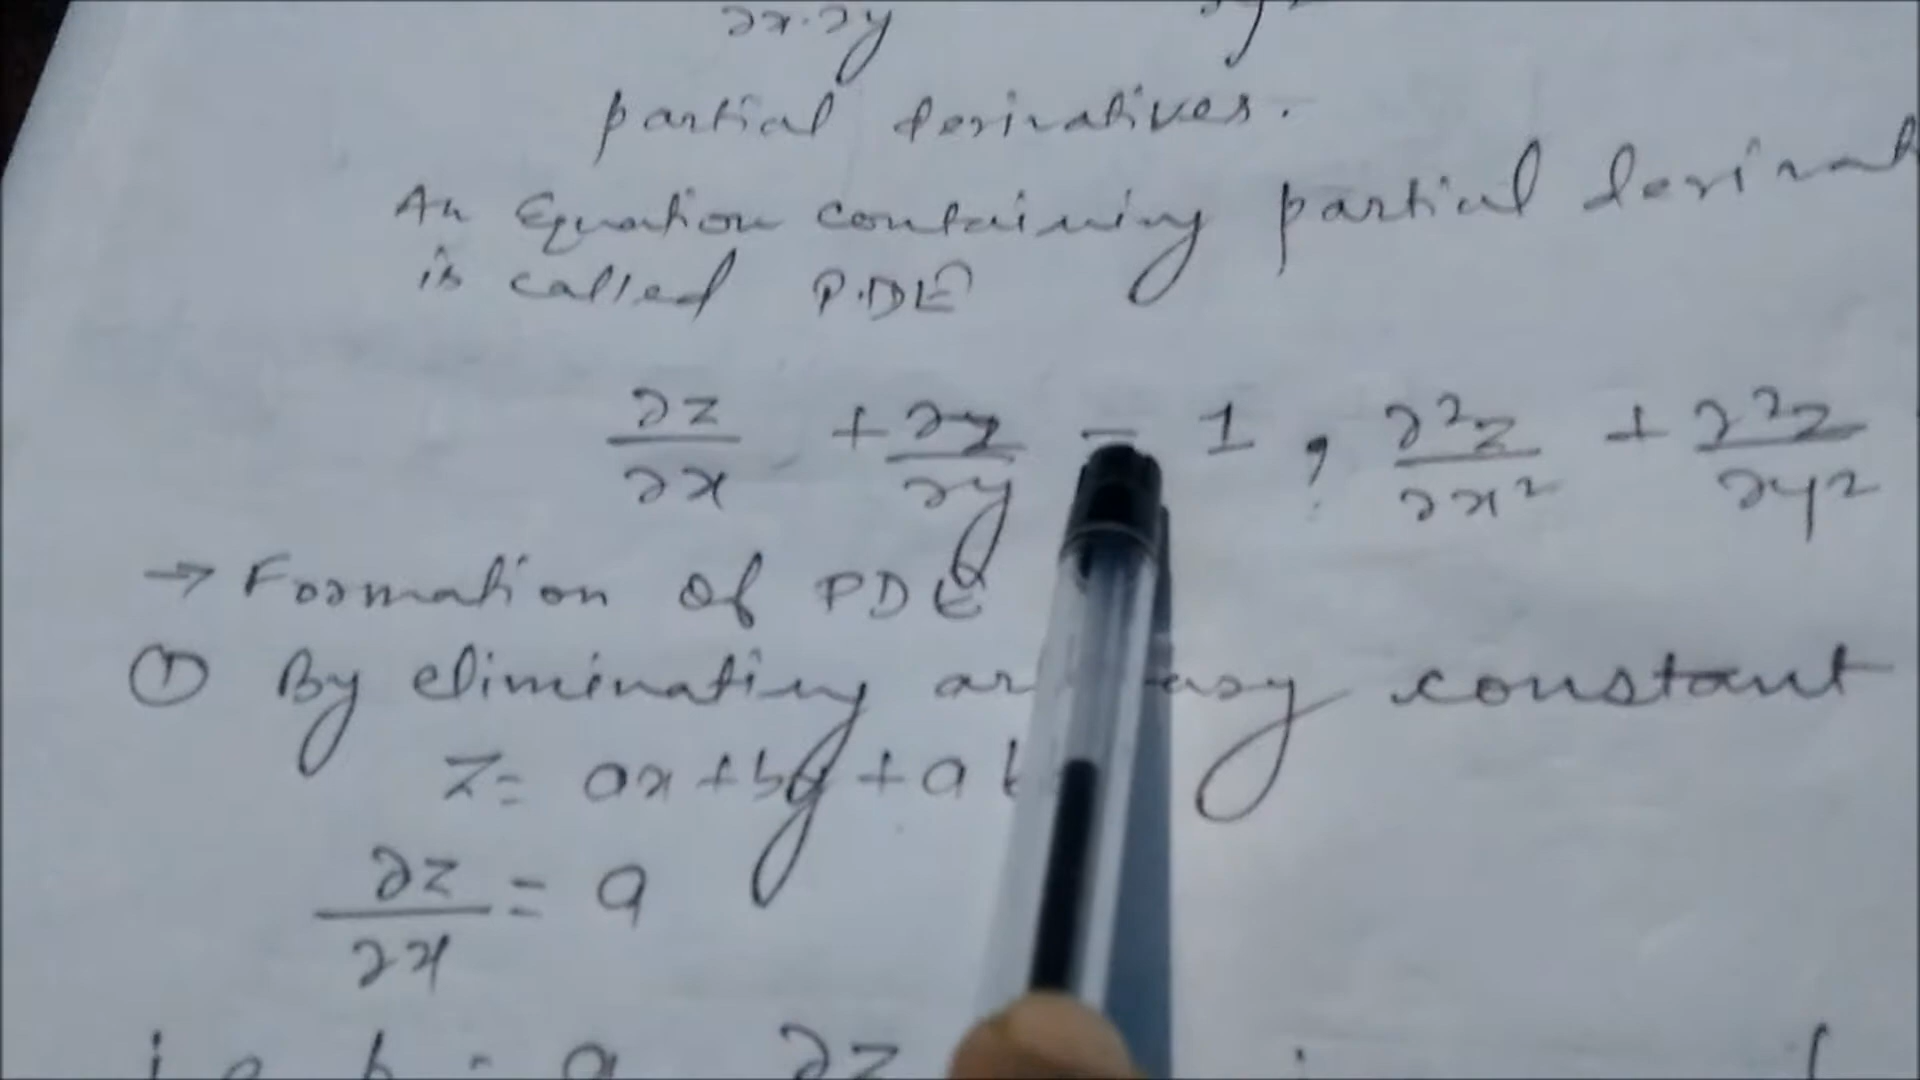 ∂x·∂y
partial derivatives.
An Equation containing partial derivat
is called P.DE
∂z/∂x + ∂z/∂y = 1 , ∂²z/∂x² + ∂²z/∂y²
→ Formation of PDE
① By eliminating constant
z = ax + by + a
∂z/∂x = a
i.e. ∂z